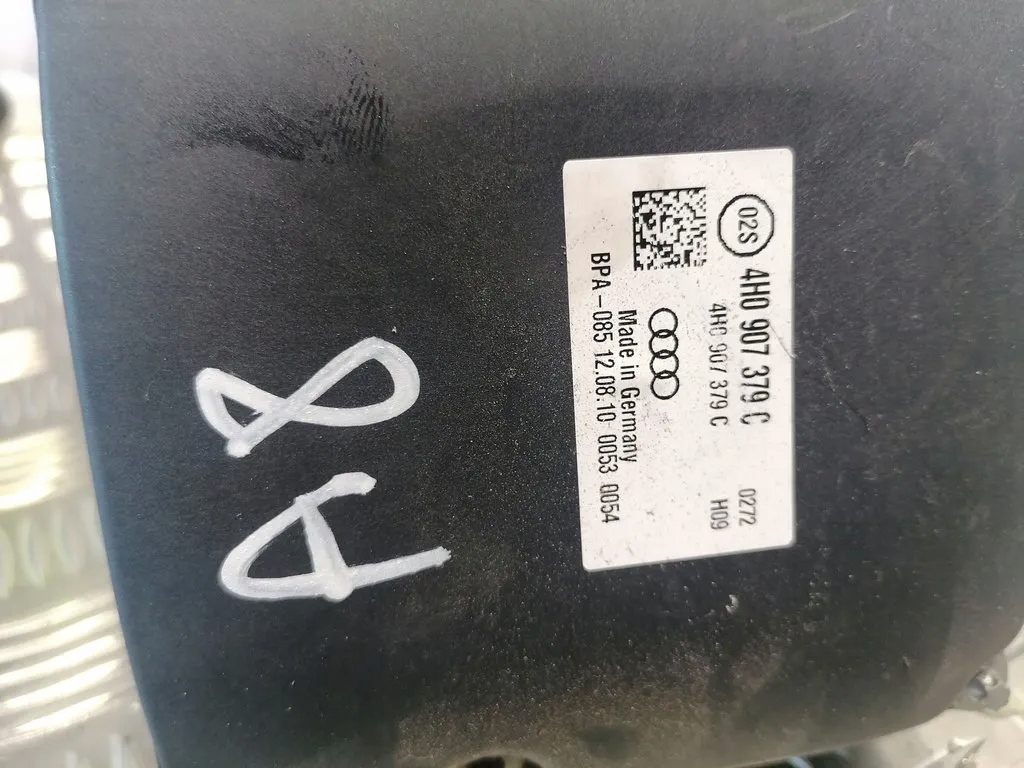 02S 4H0 907 379 C 0272
4H0 907 379 C H09
Made in Germany
BPA-085 12.08.10 0053 0054
A8